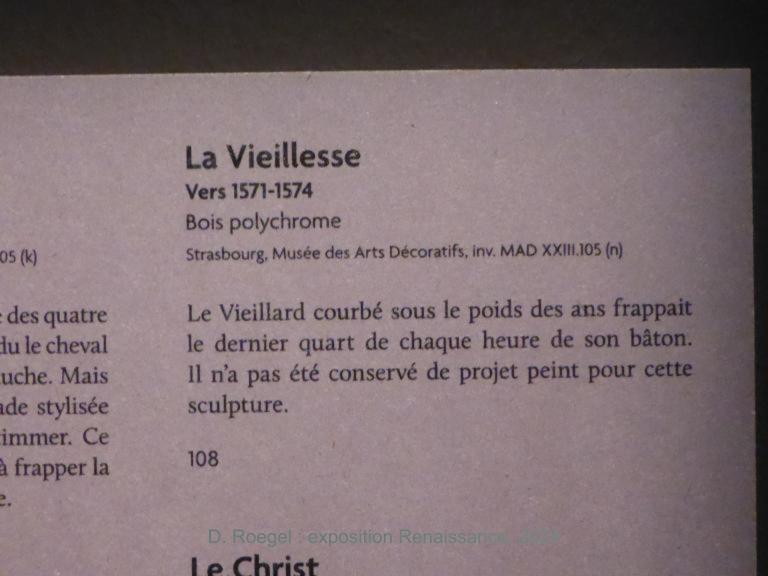 La Vieillesse
Vers 1571-1574
Bois polychrome
Strasbourg, Musée des Arts Décoratifs, inv. MAD XXIII.105 (n)
Le Vieillard courbé sous le poids des ans frappait
le dernier quart de chaque heure de son bâton.
Il n'a pas été conservé de projet peint pour cette
sculpture.
108
Le Christ
05 (k)
des quatre
du le cheval
uche. Mais
ade stylisée
timmer. Ce
à frapper la
e.
D. Roegel : exposition Renaissance,